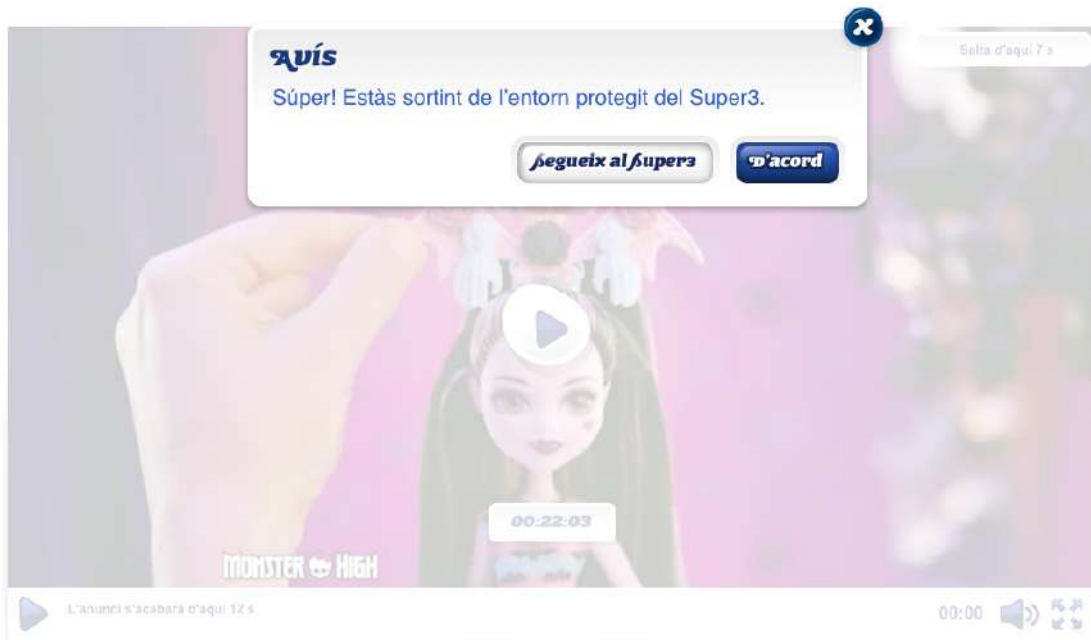 Avís
Salta d'aquí 7 s
Súper! Estàs sortint de l'entorn protegit del Super3.
Segueix al Super3
D'acord
00:22:03
MONSTER HIGH
L'anunci s'acabarà d'aquí 12 s
00:00